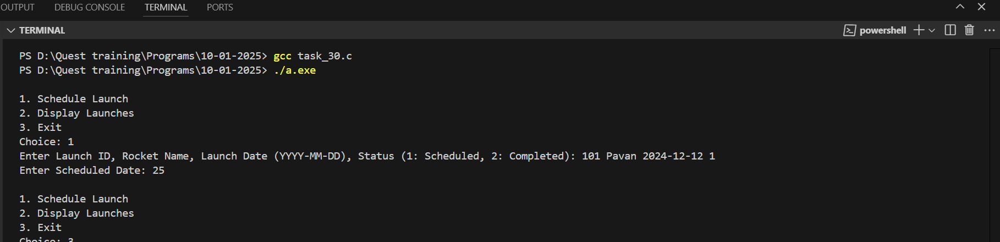 OUTPUT DEBUG CONSOLE TERMINAL PORTS
TERMINAL powershell
PS D:\Quest training\Programs\10-01-2025> gcc task_30.c
PS D:\Quest training\Programs\10-01-2025> ./a.exe
1. Schedule Launch
2. Display Launches
3. Exit
Choice: 1
Enter Launch ID, Rocket Name, Launch Date (YYYY-MM-DD), Status (1: Scheduled, 2: Completed): 101 Pavan 2024-12-12 1
Enter Scheduled Date: 25
1. Schedule Launch
2. Display Launches
3. Exit
Choice: 3